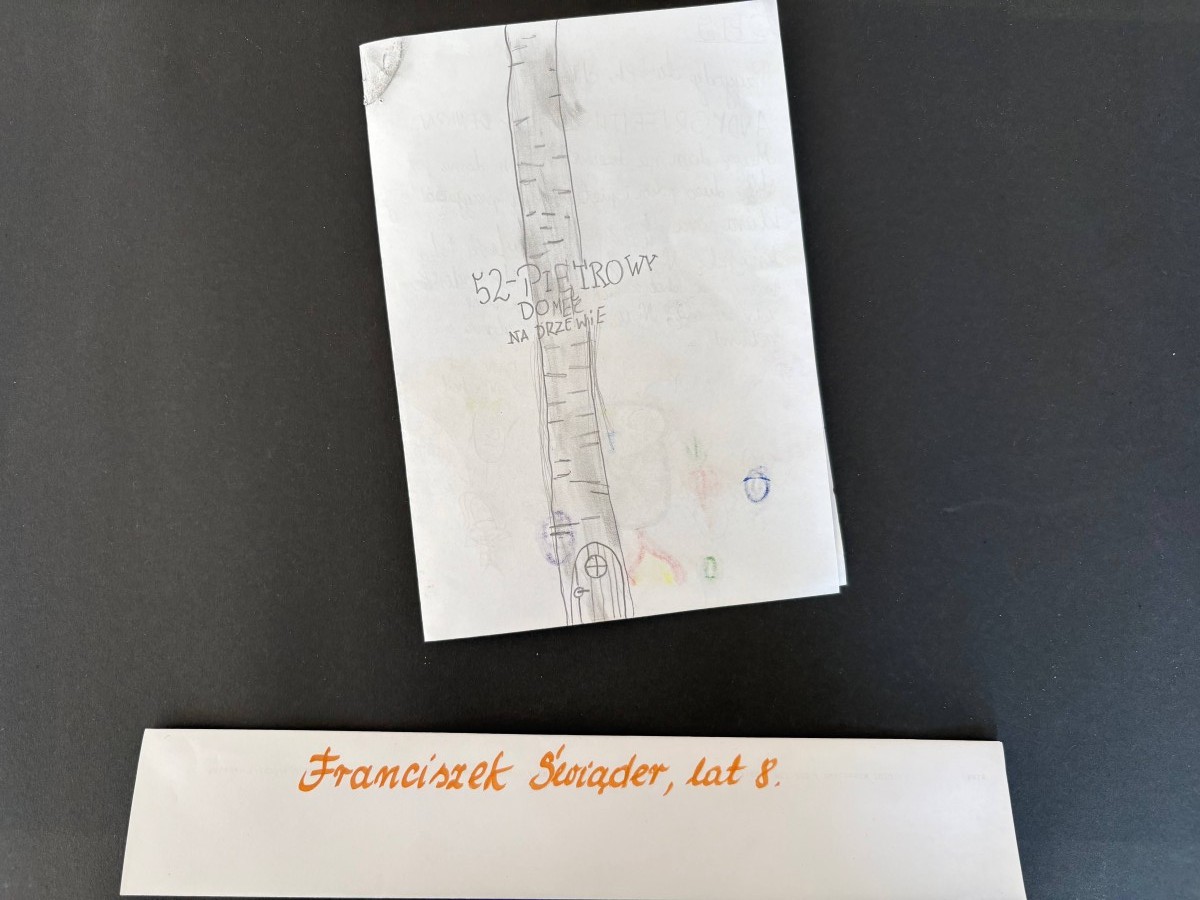 52-PIĘTROWY
DOMEK
NA DRZEWIE
Franciszek Świąder, lat 8.